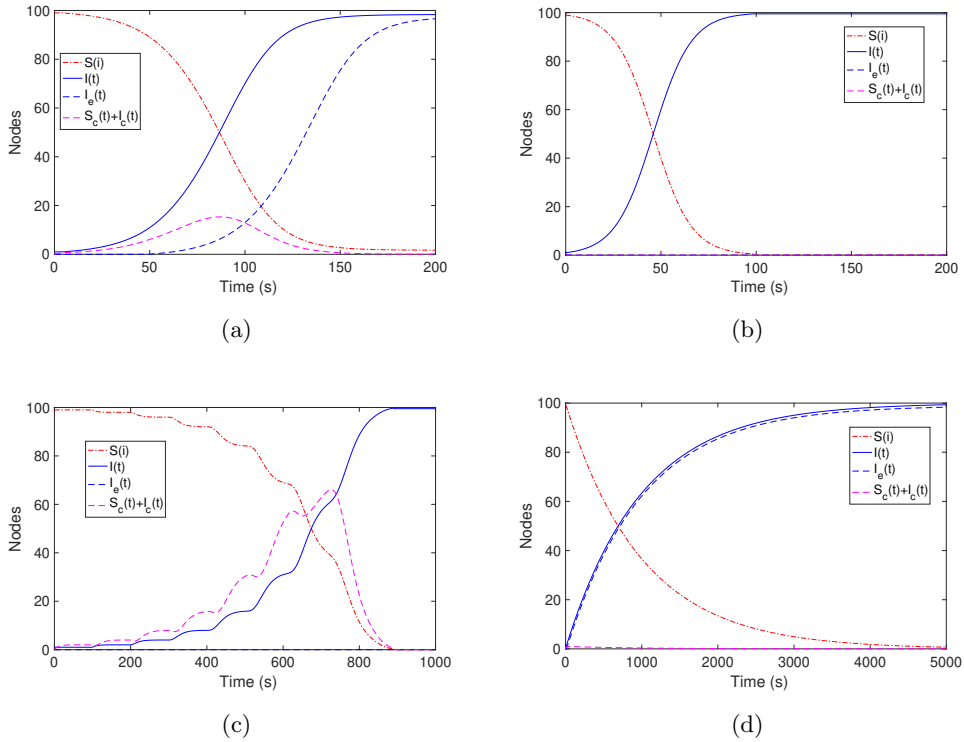 100
80
60
40
20
0
Nodes
0
50
100
150
200
Time (s)
S(i)
I(t)
I_e(t)
S_c(t)+I_c(t)
(a)
100
80
60
40
20
0
Nodes
0
50
100
150
200
Time (s)
S(i)
I(t)
I_e(t)
S_c(t)+I_c(t)
(b)
100
80
60
40
20
0
Nodes
0
200
400
600
800
1000
Time (s)
S(i)
I(t)
I_e(t)
S_c(t)+I_c(t)
(c)
100
80
60
40
20
0
Nodes
0
1000
2000
3000
4000
5000
Time (s)
S(i)
I(t)
I_e(t)
S_c(t)+I_c(t)
(d)